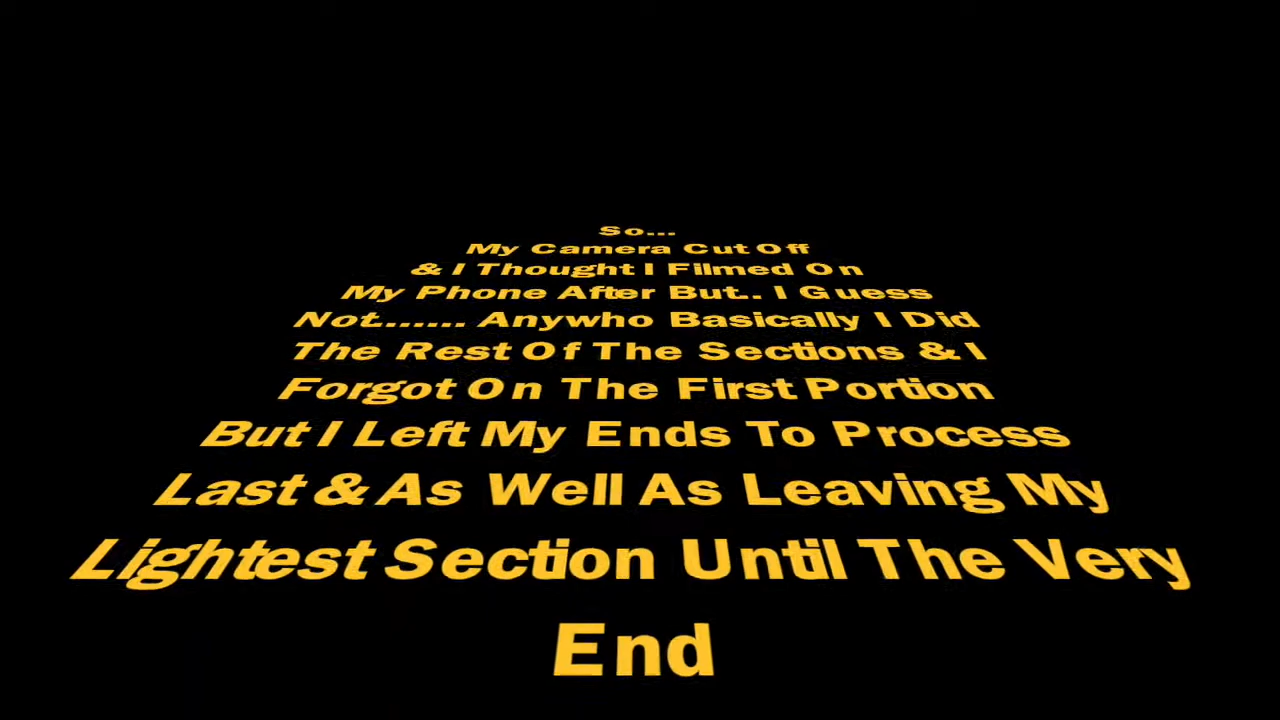 So...
My Camera Cut Off
& I Thought I Filmed On
My Phone After But.. I Guess
Not....... Anywho Basically I Did
The Rest Of The Sections & I
Forgot On The First Portion
But I Left My Ends To Process
Last & As Well As Leaving My
Lightest Section Until The Very
End